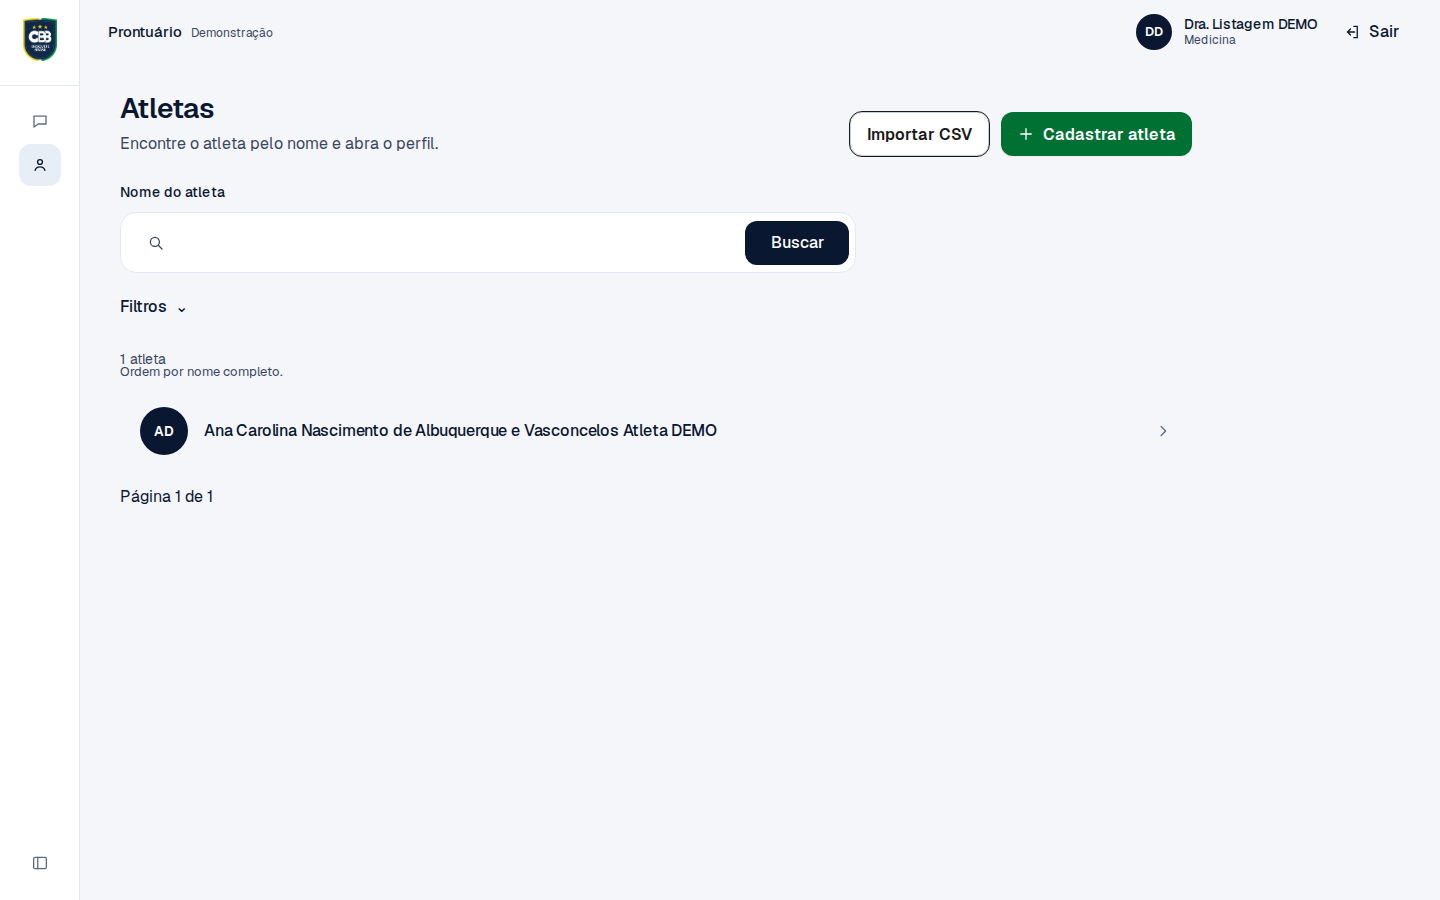 CBB
Prontuário Demonstração
DD
Dra. Listagem DEMO
Medicina
Sair
Atletas
Encontre o atleta pelo nome e abra o perfil.
Importar CSV
Cadastrar atleta
Nome do atleta
Buscar
Filtros
1 atleta
Ordem por nome completo.
AD
Ana Carolina Nascimento de Albuquerque e Vasconcelos Atleta DEMO
Página 1 de 1